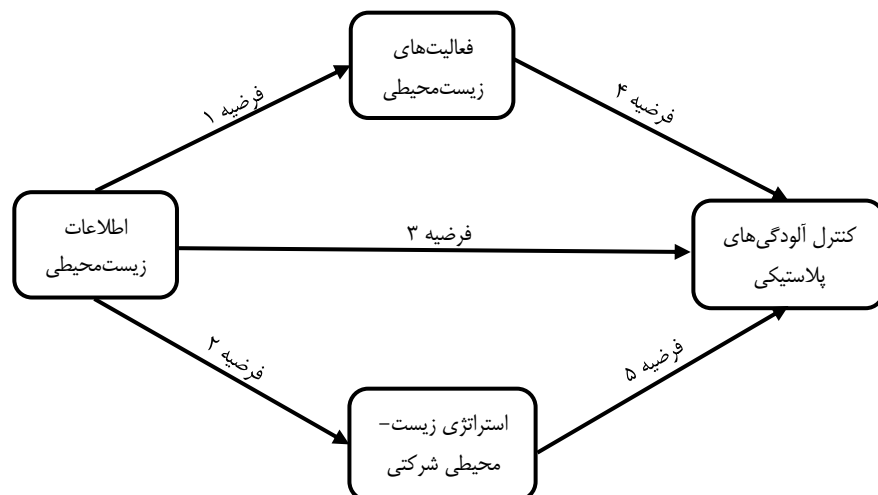 فعالیت‌های
زیست‌محیطی
فرضیه ۱
فرضیه ۴
اطلاعات
زیست‌محیطی
فرضیه ۳
کنترل آلودگی‌های
پلاستیکی
فرضیه ۲
فرضیه ۵
استراتژی زیست-
محیطی شرکتی